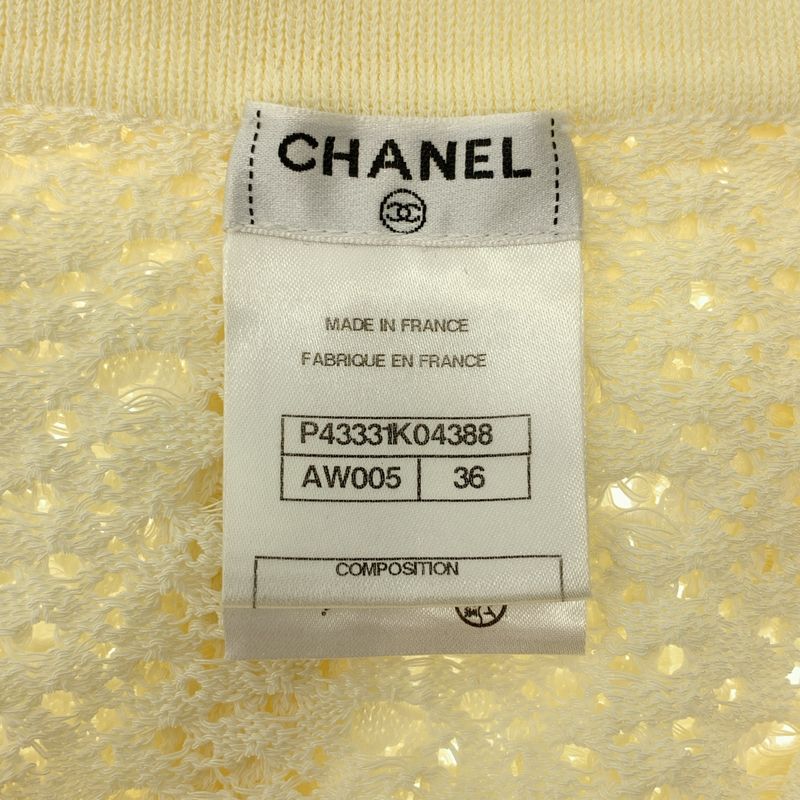 CHANEL
MADE IN FRANCE
FABRIQUE EN FRANCE
P43331K04388
AW005 36
COMPOSITION